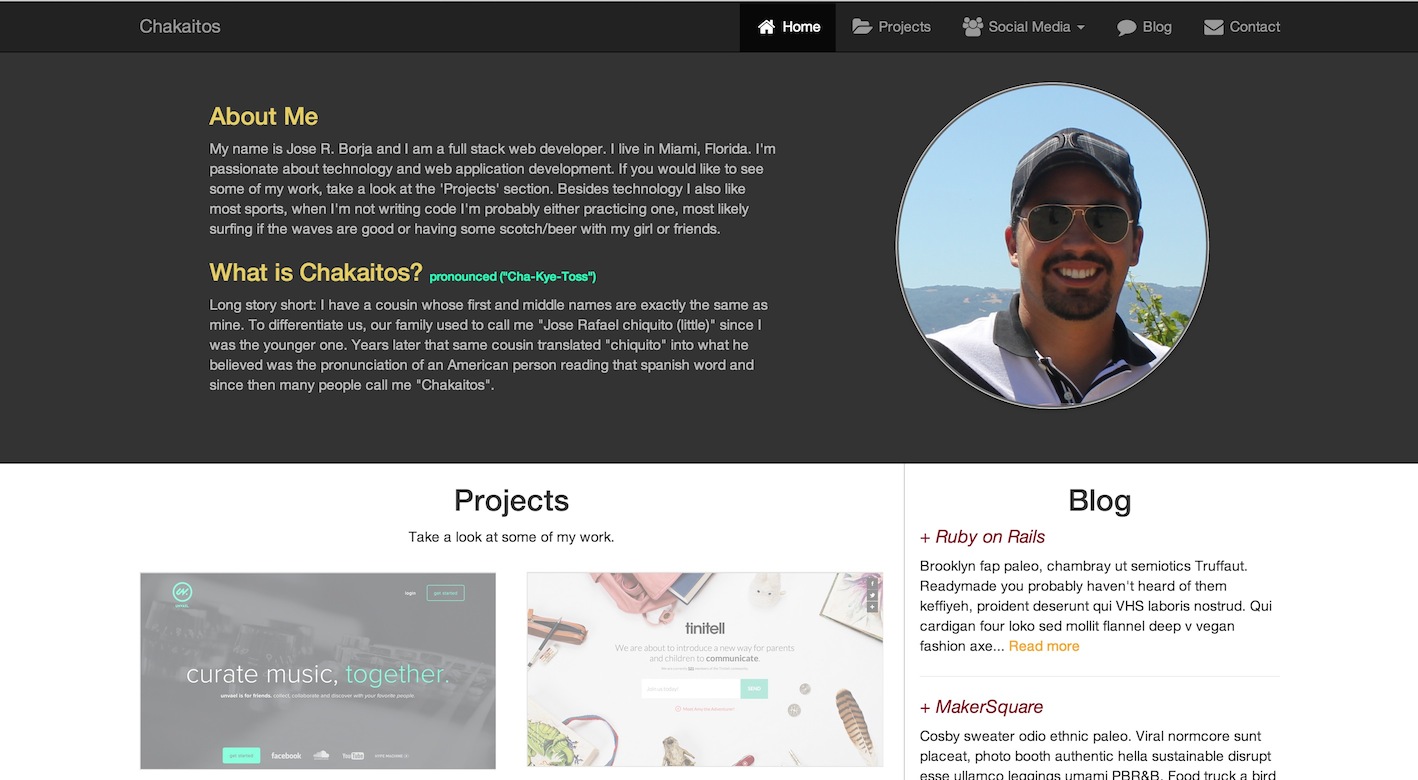 Chakaitos
Home
Projects
Social Media
Blog
Contact
About Me
My name is Jose R. Borja and I am a full stack web developer. I live in Miami, Florida. I'm
passionate about technology and web application development. If you would like to see
some of my work, take a look at the 'Projects' section. Besides technology I also like
most sports, when I'm not writing code I'm probably either practicing one, most likely
surfing if the waves are good or having some scotch/beer with my girl or friends.
What is Chakaitos? pronounced ("Cha-Kye-Toss")
Long story short: I have a cousin whose first and middle names are exactly the same as
mine. To differentiate us, our family used to call me "Jose Rafael chiquito (little)" since I
was the younger one. Years later that same cousin translated "chiquito" into what he
believed was the pronunciation of an American person reading that spanish word and
since then many people call me "Chakaitos".
Projects
Take a look at some of my work.
login
get started
curate music, together.
unvael is for friends. collect, collaborate and discover with your favorite people
get started
facebook
YouTube
tinitell
We are about to introduce a new way for parents
and children to communicate.
Join us today!
SEND
Blog
+ Ruby on Rails
Brooklyn fap paleo, chambray ut semiotics Truffaut.
Readymade you probably haven't heard of them
keffiyeh, proident deserunt qui VHS laboris nostrud. Qui
cardigan four loko sed mollit flannel deep v vegan
fashion axe... Read more
+ MakerSquare
Cosby sweater odio ethnic paleo. Viral normcore sunt
placeat, photo booth authentic hella sustainable disrupt
esse ullamco leggings umami PBR&B. Food truck a bird